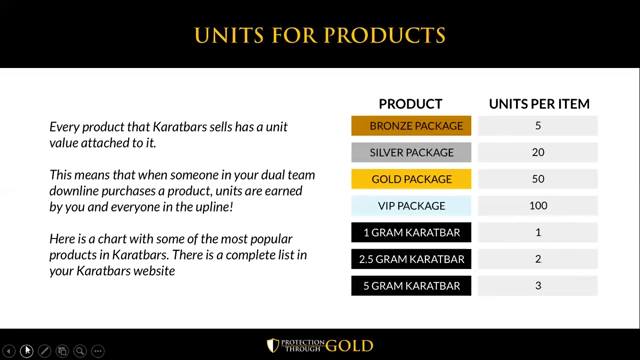 UNITS FOR PRODUCTS
Every product that Karatbars sells has a unit
value attached to it.
This means that when someone in your dual team
downline purchases a product, units are earned
by you and everyone in the upline!
Here is a chart with some of the most popular
products in Karatbars. There is a complete list in
your Karatbars website
PRODUCT UNITS PER ITEM
BRONZE PACKAGE 5
SILVER PACKAGE 20
GOLD PACKAGE 50
VIP PACKAGE 100
1 GRAM KARATBAR 1
2.5 GRAM KARATBAR 2
5 GRAM KARATBAR 3
PROTECTION
THROUGH GOLD